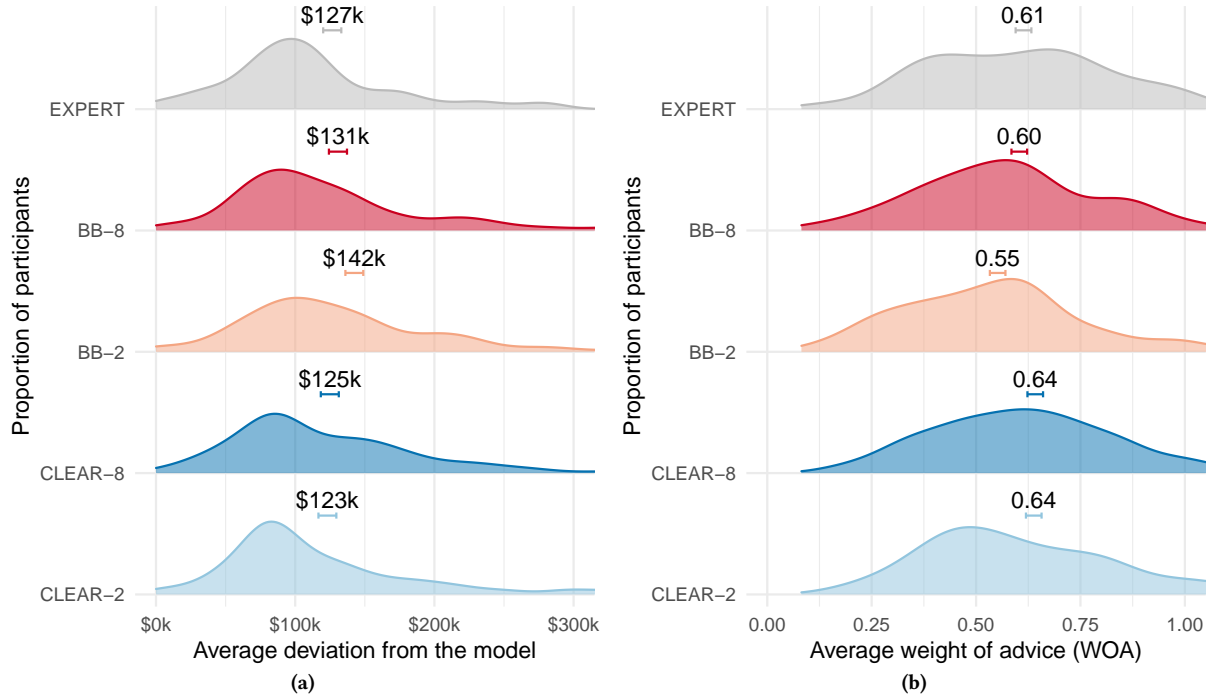 Proportion of participants
$127k
EXPERT
$131k
BB−8
$142k
BB−2
$125k
CLEAR−8
$123k
CLEAR−2
$0k $100k $200k $300k
Average deviation from the model
(a)
Proportion of participants
0.61
EXPERT
0.60
BB−8
0.55
BB−2
0.64
CLEAR−8
0.64
CLEAR−2
0.00 0.25 0.50 0.75 1.00
Average weight of advice (WOA)
(b)